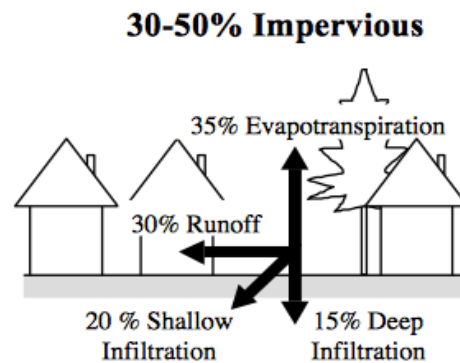 30-50% Impervious
35% Evapotranspiration
30% Runoff
20 % Shallow
Infiltration
15% Deep
Infiltration